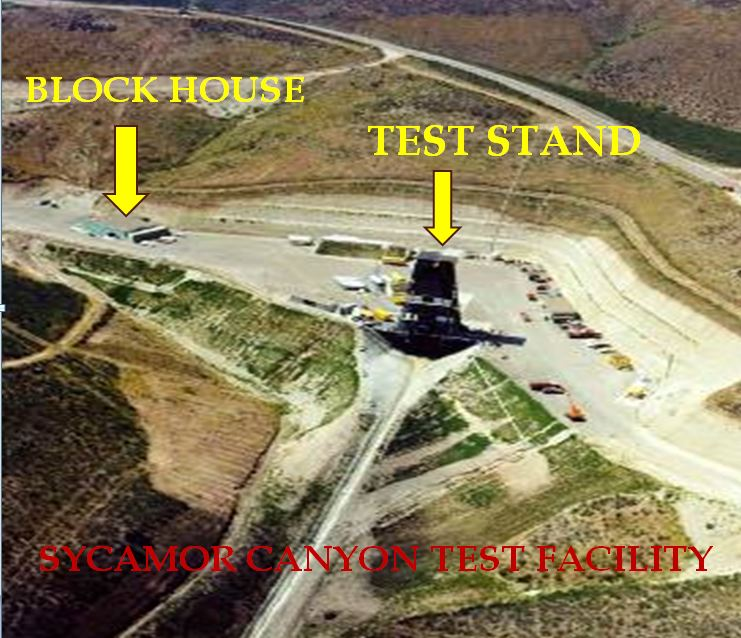 BLOCK HOUSE
TEST STAND
SYCAMOR CANYON TEST FACILITY